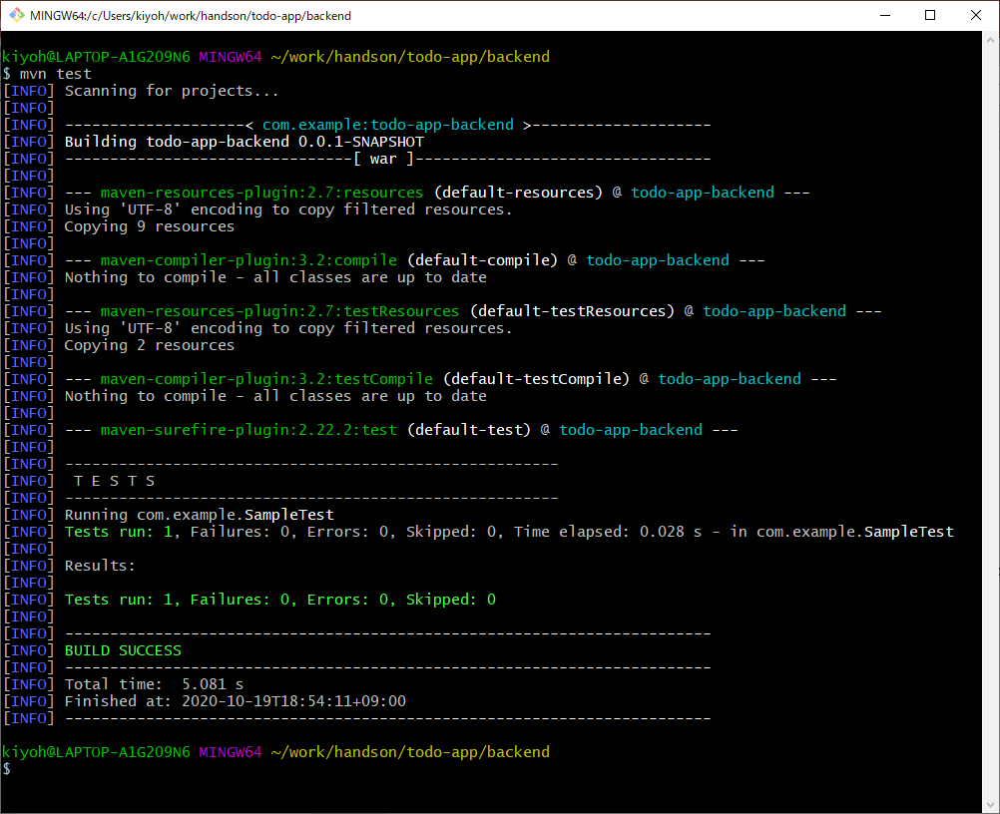 MINGW64:/c/Users/kiyoh/work/handson/todo-app/backend
kiyoh@LAPTOP-A1G2O9N6 MINGW64 ~/work/handson/todo-app/backend
$ mvn test
[INFO] Scanning for projects...
[INFO]
[INFO] --------------------< com.example:todo-app-backend >--------------------
[INFO] Building todo-app-backend 0.0.1-SNAPSHOT
[INFO] --------------------------------[ war ]---------------------------------
[INFO]
[INFO] --- maven-resources-plugin:2.7:resources (default-resources) @ todo-app-backend ---
[INFO] Using 'UTF-8' encoding to copy filtered resources.
[INFO] Copying 9 resources
[INFO]
[INFO] --- maven-compiler-plugin:3.2:compile (default-compile) @ todo-app-backend ---
[INFO] Nothing to compile - all classes are up to date
[INFO]
[INFO] --- maven-resources-plugin:2.7:testResources (default-testResources) @ todo-app-backend ---
[INFO] Using 'UTF-8' encoding to copy filtered resources.
[INFO] Copying 2 resources
[INFO]
[INFO] --- maven-compiler-plugin:3.2:testCompile (default-testCompile) @ todo-app-backend ---
[INFO] Nothing to compile - all classes are up to date
[INFO]
[INFO] --- maven-surefire-plugin:2.22.2:test (default-test) @ todo-app-backend ---
[INFO]
[INFO] -------------------------------------------------------
[INFO]  T E S T S
[INFO] -------------------------------------------------------
[INFO] Running com.example.SampleTest
[INFO] Tests run: 1, Failures: 0, Errors: 0, Skipped: 0, Time elapsed: 0.028 s - in com.example.SampleTest
[INFO]
[INFO] Results:
[INFO]
[INFO] Tests run: 1, Failures: 0, Errors: 0, Skipped: 0
[INFO]
[INFO] ------------------------------------------------------------------------
[INFO] BUILD SUCCESS
[INFO] ------------------------------------------------------------------------
[INFO] Total time:  5.081 s
[INFO] Finished at: 2020-10-19T18:54:11+09:00
[INFO] ------------------------------------------------------------------------
kiyoh@LAPTOP-A1G2O9N6 MINGW64 ~/work/handson/todo-app/backend
$